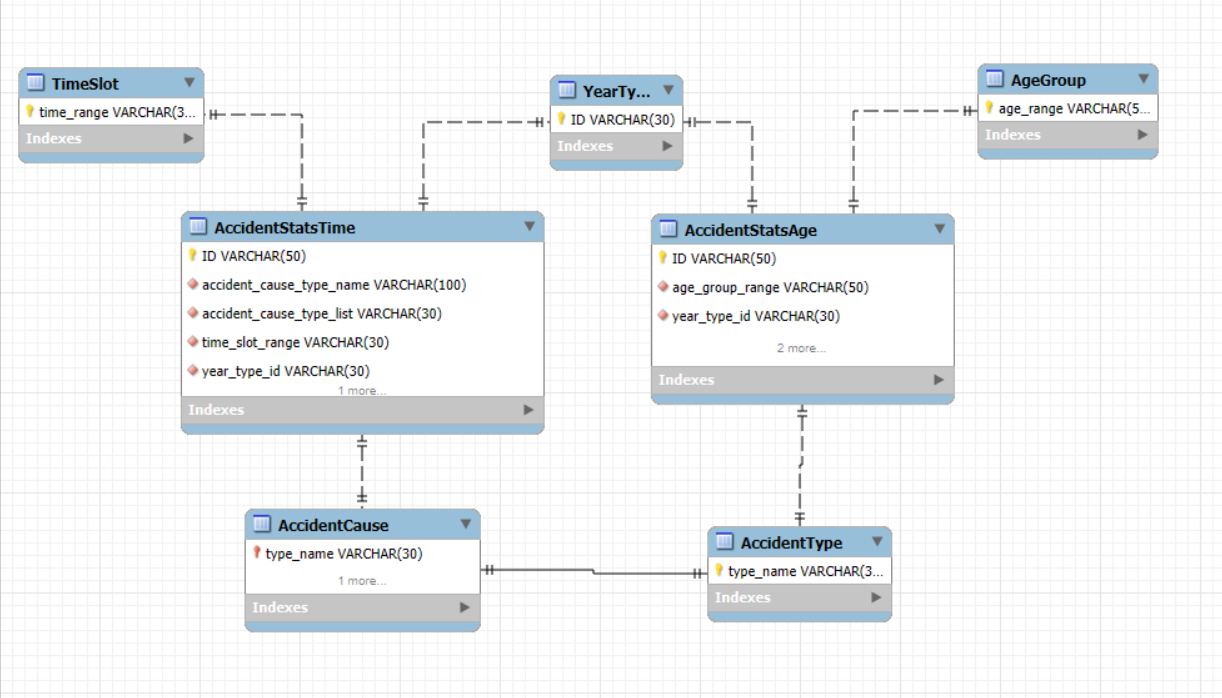 TimeSlot
time_range VARCHAR(3...
Indexes
YearTy...
ID VARCHAR(30)
Indexes
AgeGroup
age_range VARCHAR(5...
Indexes
AccidentStatsTime
ID VARCHAR(50)
accident_cause_type_name VARCHAR(100)
accident_cause_type_list VARCHAR(30)
time_slot_range VARCHAR(30)
year_type_id VARCHAR(30)
1 more...
Indexes
AccidentStatsAge
ID VARCHAR(50)
age_group_range VARCHAR(50)
year_type_id VARCHAR(30)
2 more...
Indexes
AccidentCause
type_name VARCHAR(30)
1 more...
Indexes
AccidentType
type_name VARCHAR(3...
Indexes